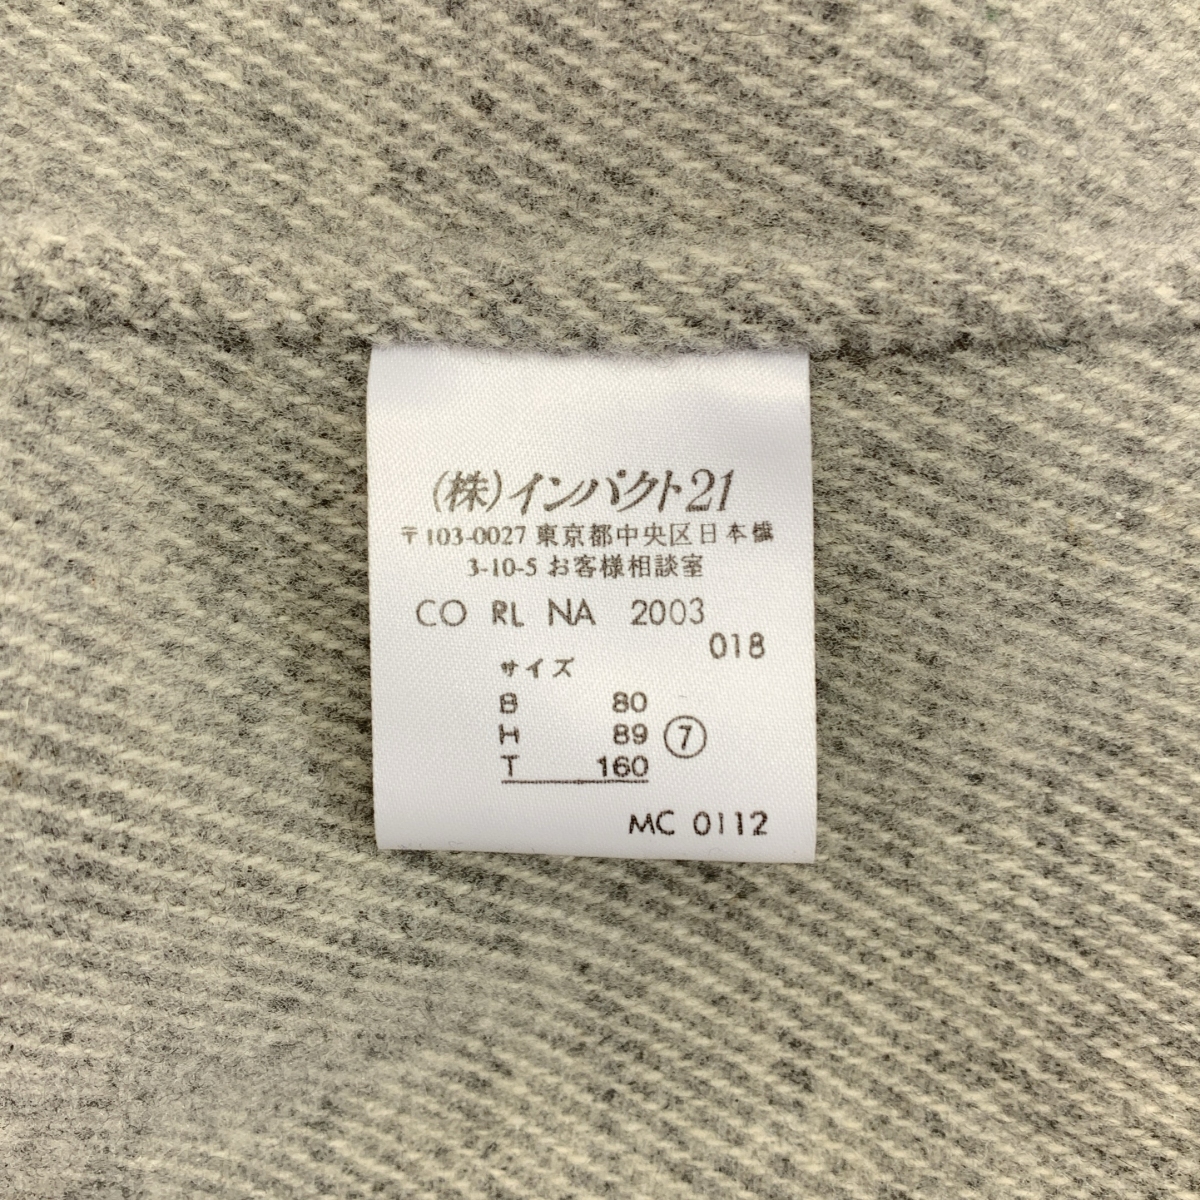 (株)インパクト21
〒103-0027 東京都中央区日本橋
3-10-5 お客様相談室
CO RL NA 2003
018
サイズ
B 80
H 89 ⑦
T 160
MC 0112